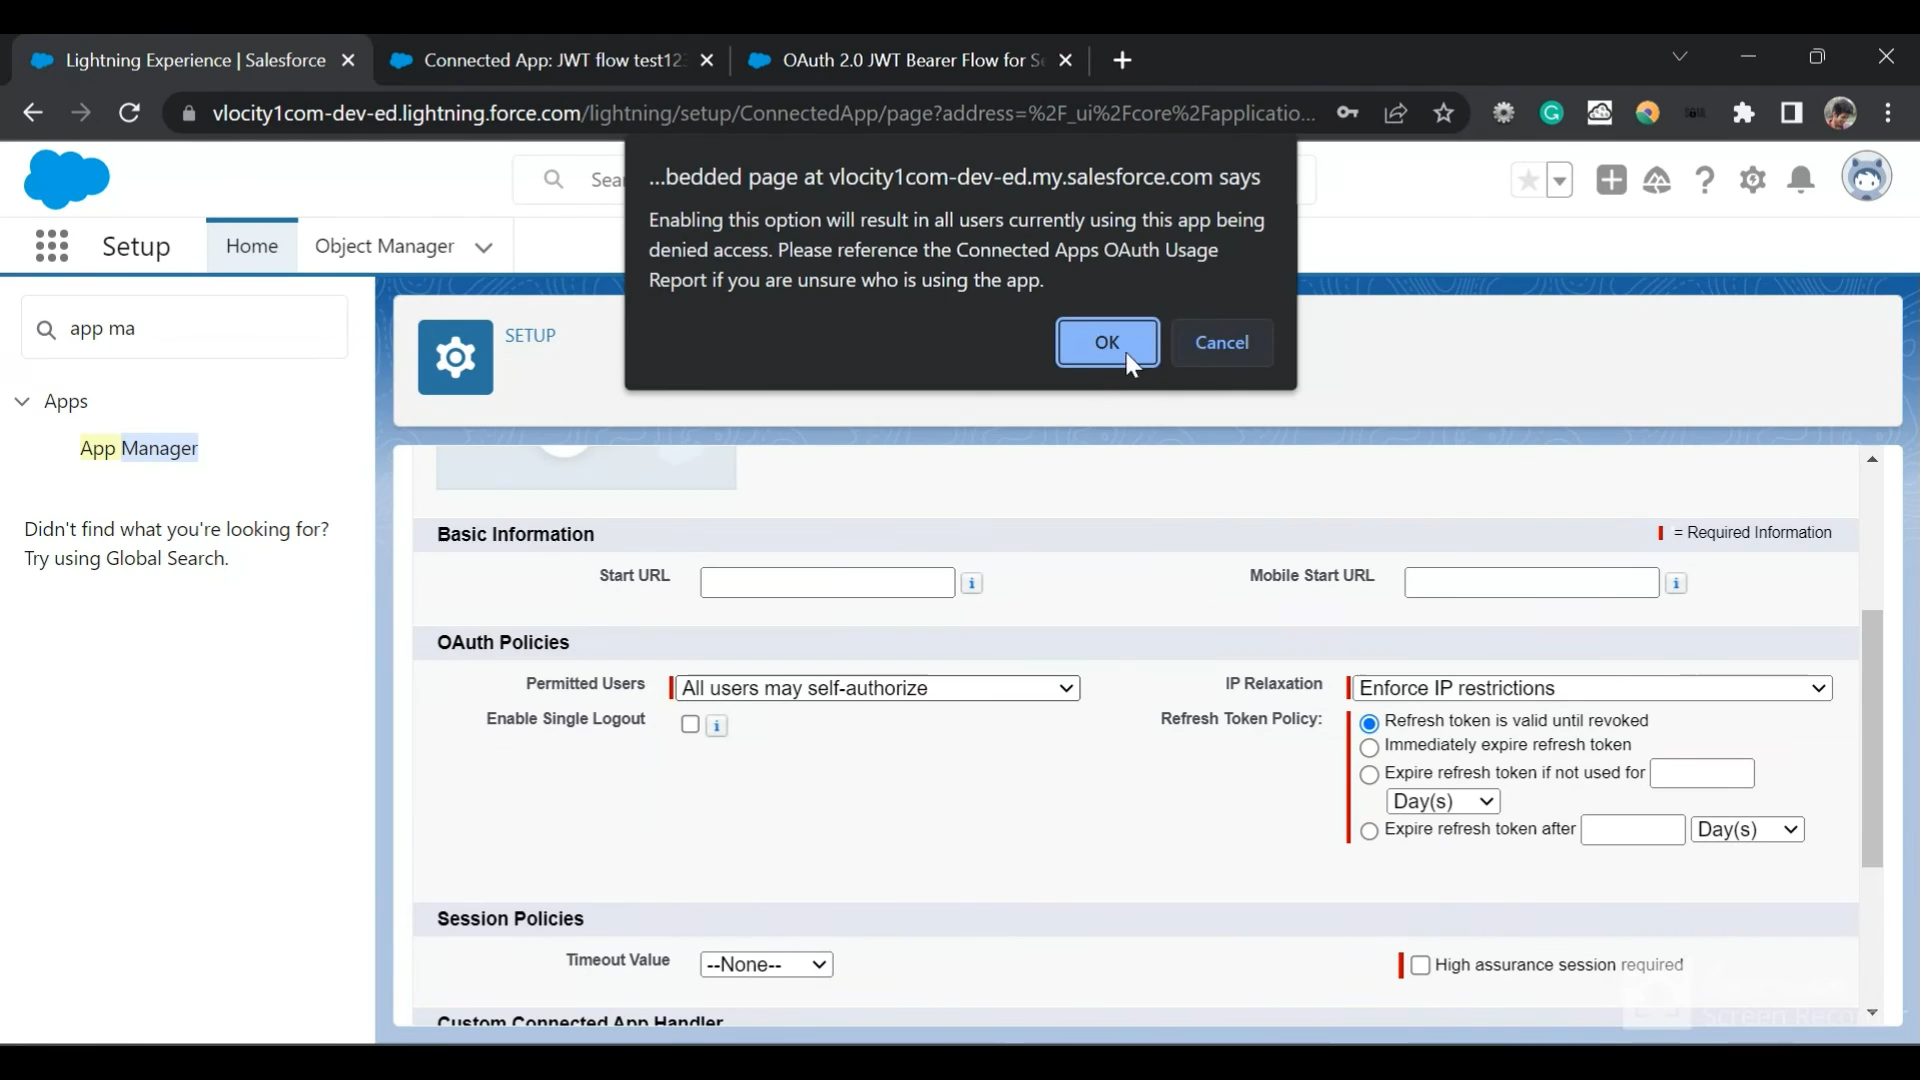 Lightning Experience | Salesforce
Connected App: JWT flow test12
OAuth 2.0 JWT Bearer Flow for S
vlocity1com-dev-ed.lightning.force.com/lightning/setup/ConnectedApp/page?address=%2F_ui%2Fcore%2Fapplicatio...
...bedded page at vlocity1com-dev-ed.my.salesforce.com says
Enabling this option will result in all users currently using this app being
denied access. Please reference the Connected Apps OAuth Usage
Report if you are unsure who is using the app.
OK
Cancel
Sea
Setup
Home
Object Manager
app ma
Apps
App Manager
Didn't find what you're looking for?
Try using Global Search.
SETUP
Basic Information
= Required Information
Start URL
Mobile Start URL
OAuth Policies
Permitted Users
All users may self-authorize
IP Relaxation
Enforce IP restrictions
Enable Single Logout
Refresh Token Policy:
Refresh token is valid until revoked
Immediately expire refresh token
Expire refresh token if not used for
Day(s)
Expire refresh token after
Day(s)
Session Policies
Timeout Value
--None--
High assurance session required
Custom Connected App Handler